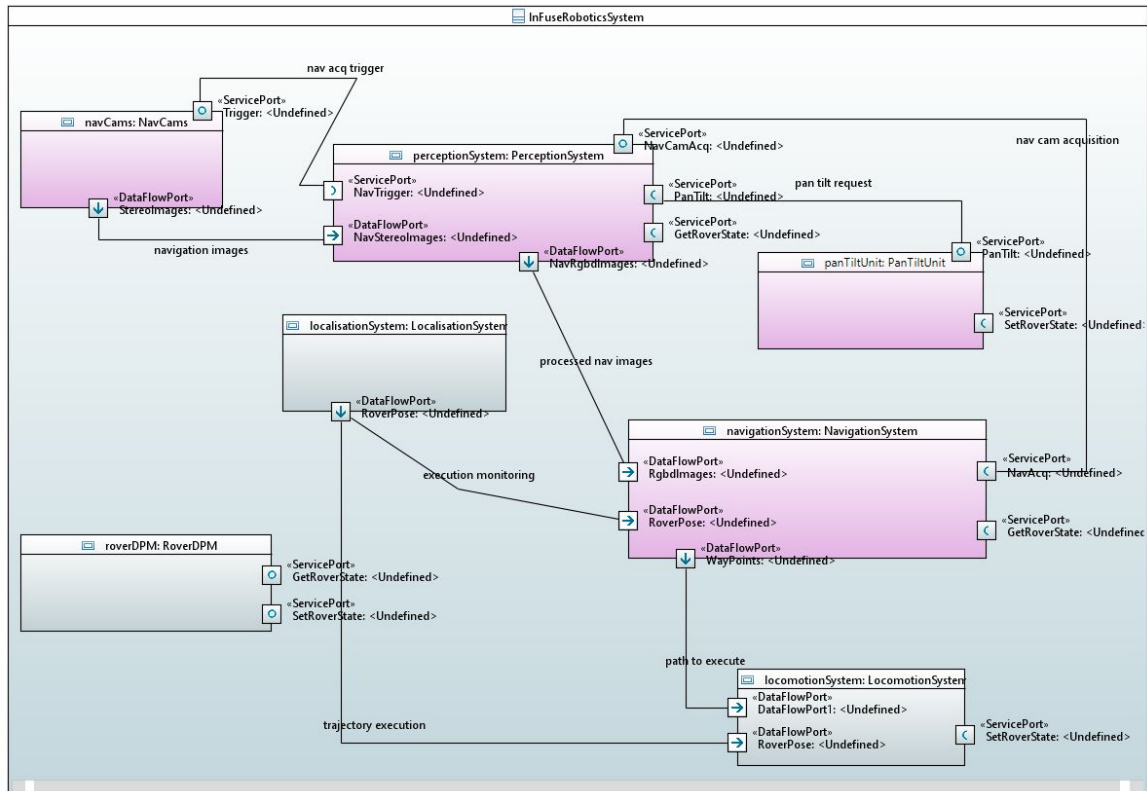 InFuseRoboticsSystem
nav acq trigger
«ServicePort»
Trigger: <Undefined>
navCams: NavCams
«DataFlowPort»
StereoImages: <Undefined>
navigation images
«ServicePort»
NavCamAcq: <Undefined>
nav cam acquisition
perceptionSystem: PerceptionSystem
«ServicePort»
NavTrigger: <Undefined>
«ServicePort»
PanTilt: <Undefined>
pan tilt request
«DataFlowPort»
NavStereoImages: <Undefined>
«ServicePort»
GetRoverState: <Undefined>
«DataFlowPort»
NavRgbdImages: <Undefined>
«ServicePort»
PanTilt: <Undefined>
panTiltUnit: PanTiltUnit
«ServicePort»
SetRoverState: <Undefined>
localisationSystem: LocalisationSystem
processed nav images
«DataFlowPort»
RoverPose: <Undefined>
execution monitoring
navigationSystem: NavigationSystem
«DataFlowPort»
RgbdImages: <Undefined>
«ServicePort»
NavAcq: <Undefined>
«DataFlowPort»
RoverPose: <Undefined>
«ServicePort»
GetRoverState: <Undefined
«DataFlowPort»
WayPoints: <Undefined>
roverDPM: RoverDPM
«ServicePort»
GetRoverState: <Undefined>
«ServicePort»
SetRoverState: <Undefined>
path to execute
trajectory execution
locomotionSystem: LocomotionSystem
«DataFlowPort»
DataFlowPort1: <Undefined>
«DataFlowPort»
RoverPose: <Undefined>
«ServicePort»
SetRoverState: <Undefined>